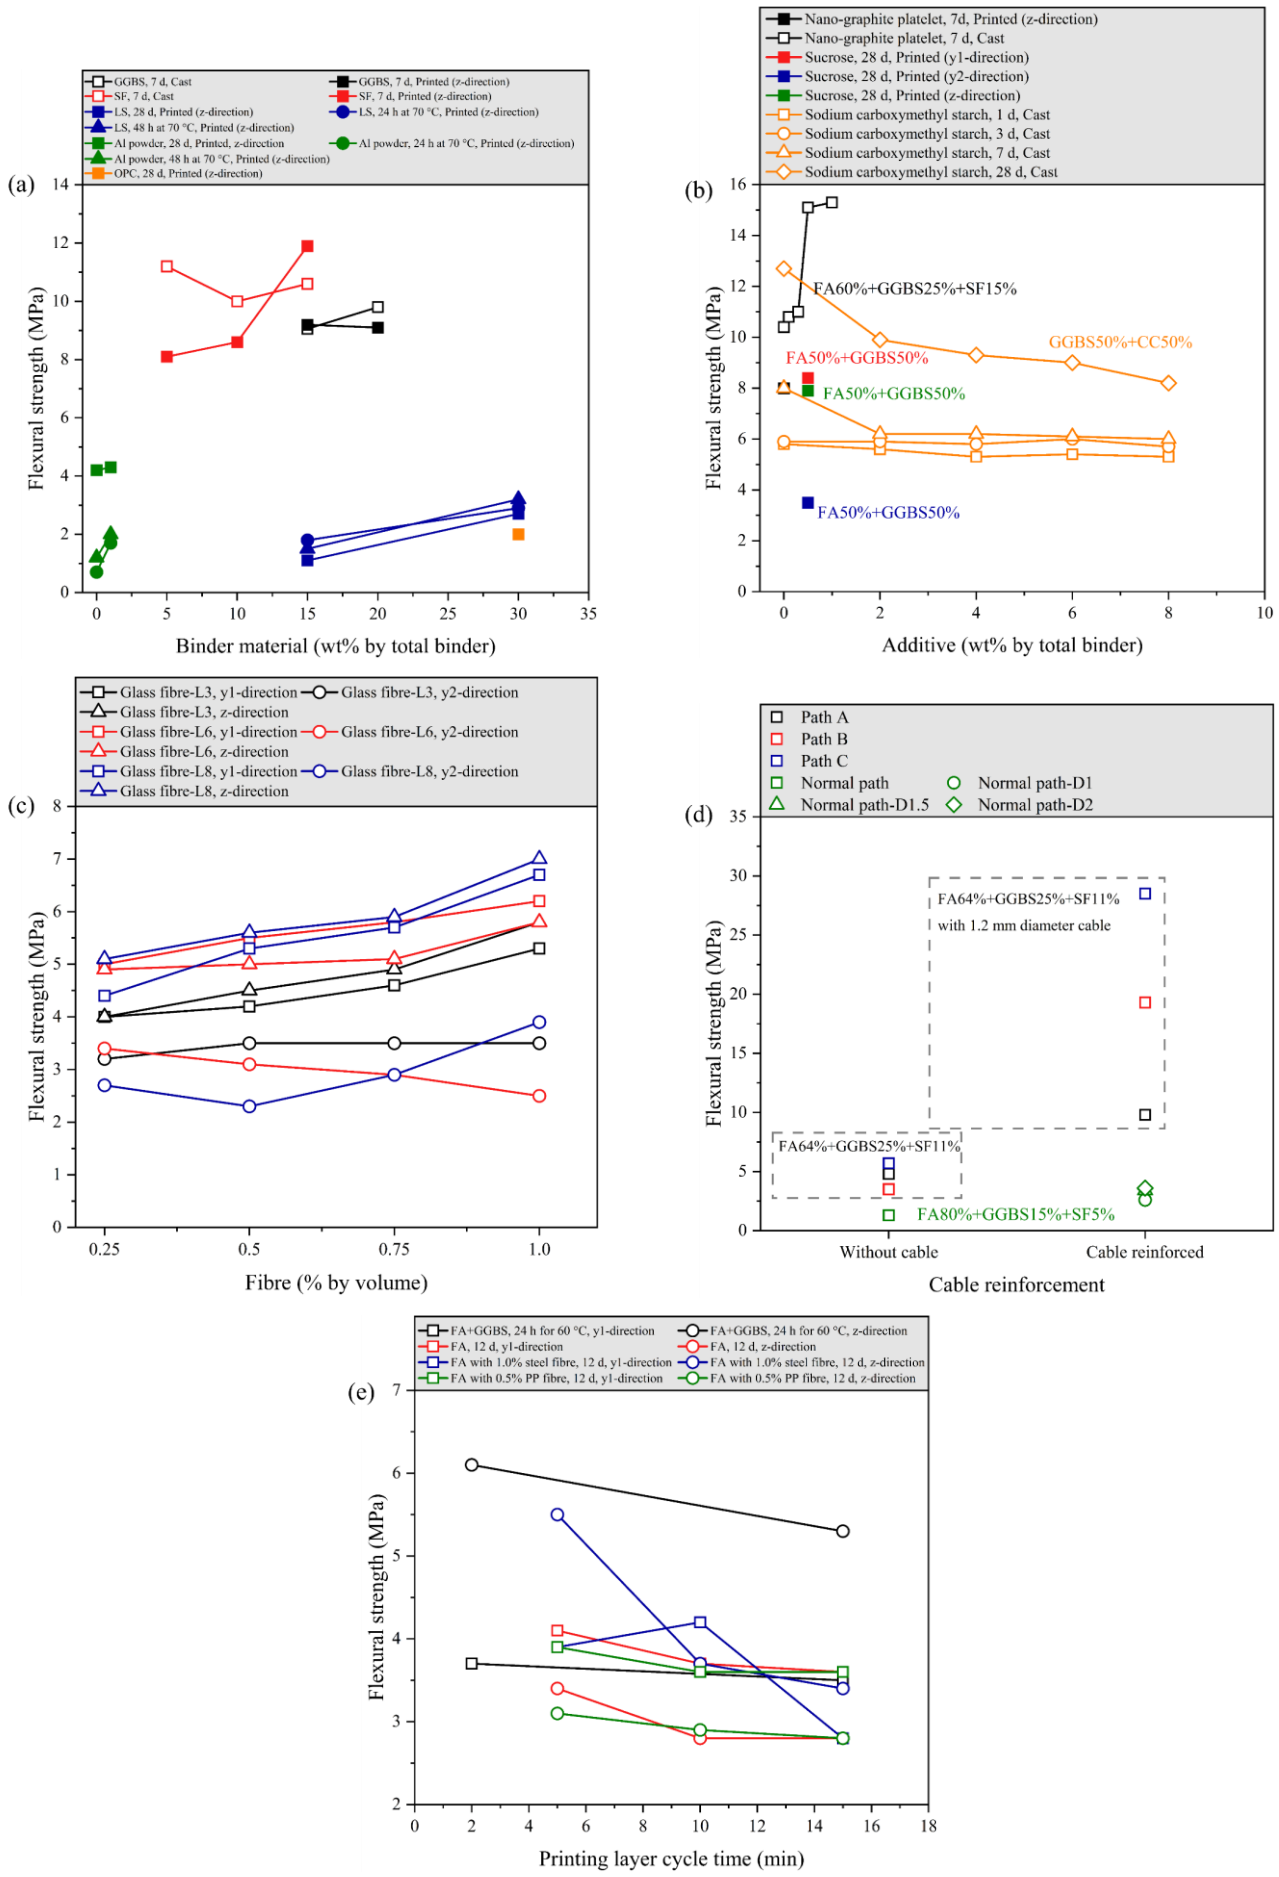 GGBS, 7 d, Cast
GGBS, 7 d, Printed (z-direction)
SF, 7 d, Cast
SF, 7 d, Printed (z-direction)
LS, 28 d, Printed (z-direction)
LS, 24 h at 70 °C, Printed (z-direction)
LS, 48 h at 70 °C, Printed (z-direction)
Al powder, 28 d, Printed, z-direction
Al powder, 24 h at 70 °C, Printed (z-direction)
Al powder, 48 h at 70 °C, Printed (z-direction)
OPC, 28 d, Printed (z-direction)
(a)
14
12
10
8
6
4
2
0
Flexural strength (MPa)
0 5 10 15 20 25 30 35
Binder material (wt% by total binder)
Nano-graphite platelet, 7d, Printed (z-direction)
Nano-graphite platelet, 7 d, Cast
Sucrose, 28 d, Printed (y1-direction)
Sucrose, 28 d, Printed (y2-direction)
Sucrose, 28 d, Printed (z-direction)
Sodium carboxymethyl starch, 1 d, Cast
Sodium carboxymethyl starch, 3 d, Cast
Sodium carboxymethyl starch, 7 d, Cast
Sodium carboxymethyl starch, 28 d, Cast
(b)
16
14
12
10
8
6
4
2
0
Flexural strength (MPa)
FA60%+GGBS25%+SF15%
GGBS50%+CC50%
FA50%+GGBS50%
FA50%+GGBS50%
FA50%+GGBS50%
0 2 4 6 8 10
Additive (wt% by total binder)
Glass fibre-L3, y1-direction
Glass fibre-L3, y2-direction
Glass fibre-L3, z-direction
Glass fibre-L6, y1-direction
Glass fibre-L6, y2-direction
Glass fibre-L6, z-direction
Glass fibre-L8, y1-direction
Glass fibre-L8, y2-direction
Glass fibre-L8, z-direction
(c)
8
7
6
5
4
3
2
1
0
Flexural strength (MPa)
0.25 0.5 0.75 1.0
Fibre (% by volume)
Path A
Path B
Path C
Normal path
Normal path-D1
Normal path-D1.5
Normal path-D2
(d)
35
30
25
20
15
10
5
0
Flexural strength (MPa)
FA64%+GGBS25%+SF11%
with 1.2 mm diameter cable
FA64%+GGBS25%+SF11%
FA80%+GGBS15%+SF5%
Without cable
Cable reinforced
Cable reinforcement
FA+GGBS, 24 h for 60 °C, y1-direction
FA+GGBS, 24 h for 60 °C, z-direction
FA, 12 d, y1-direction
FA, 12 d, z-direction
FA with 1.0% steel fibre, 12 d, y1-direction
FA with 1.0% steel fibre, 12 d, z-direction
FA with 0.5% PP fibre, 12 d, y1-direction
FA with 0.5% PP fibre, 12 d, z-direction
(e)
7
6
5
4
3
2
Flexural strength (MPa)
0 2 4 6 8 10 12 14 16 18
Printing layer cycle time (min)